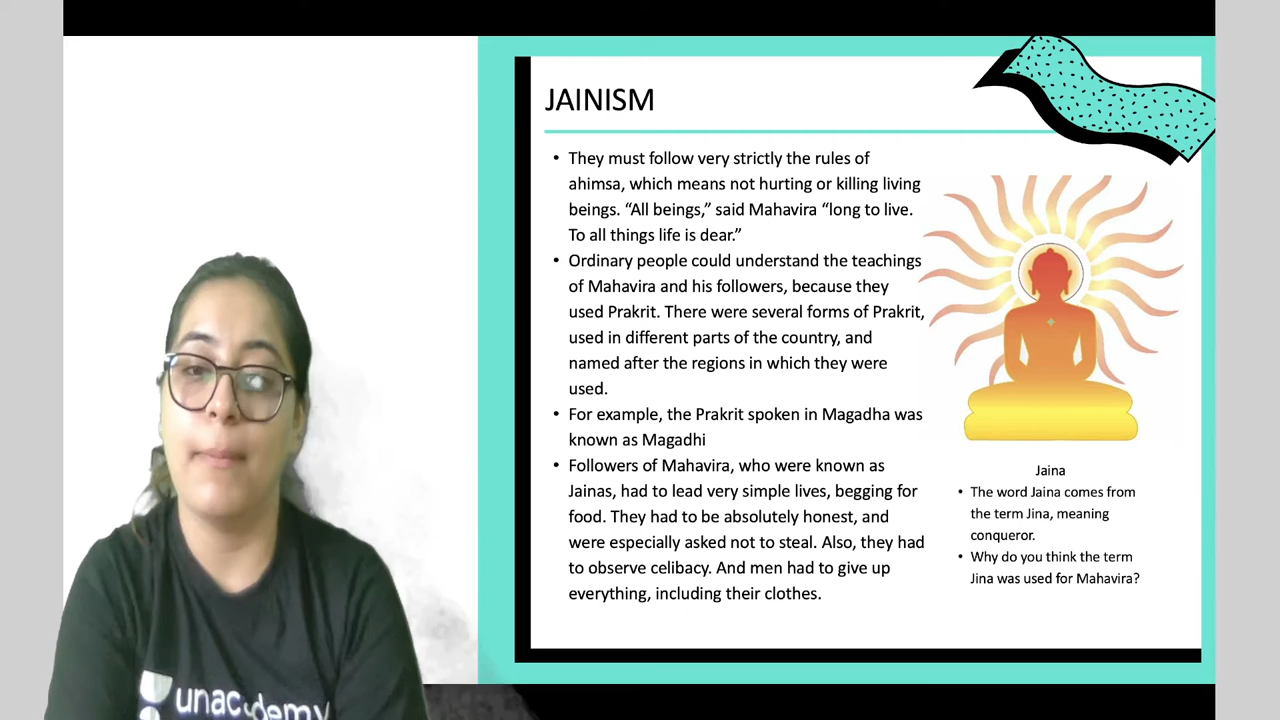 JAINISM
• They must follow very strictly the rules of
ahimsa, which means not hurting or killing living
beings. “All beings,” said Mahavira “long to live.
To all things life is dear.”
• Ordinary people could understand the teachings
of Mahavira and his followers, because they
used Prakrit. There were several forms of Prakrit,
used in different parts of the country, and
named after the regions in which they were
used.
• For example, the Prakrit spoken in Magadha was
known as Magadhi
• Followers of Mahavira, who were known as
Jainas, had to lead very simple lives, begging for
food. They had to be absolutely honest, and
were especially asked not to steal. Also, they had
to observe celibacy. And men had to give up
everything, including their clothes.
Jaina
• The word Jaina comes from
the term Jina, meaning
conqueror.
• Why do you think the term
Jina was used for Mahavira?
unacademy